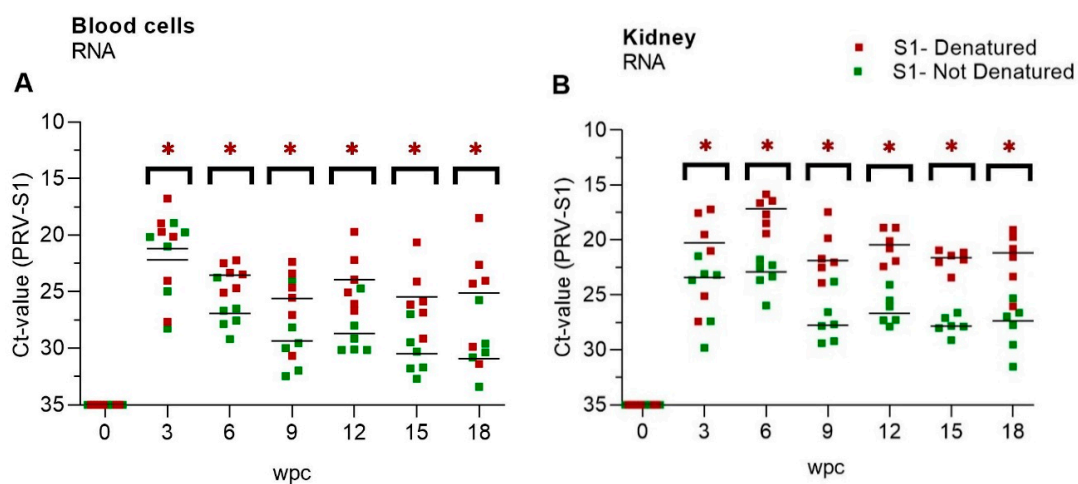 Blood cells
RNA
Kidney
RNA
S1- Denatured
S1- Not Denatured
A
B
Ct-value (PRV-S1)
10
15
20
25
30
35
* * * * * *
0 3 6 9 12 15 18
wpc
Ct-value (PRV-S1)
10
15
20
25
30
35
* * * * * *
0 3 6 9 12 15 18
wpc